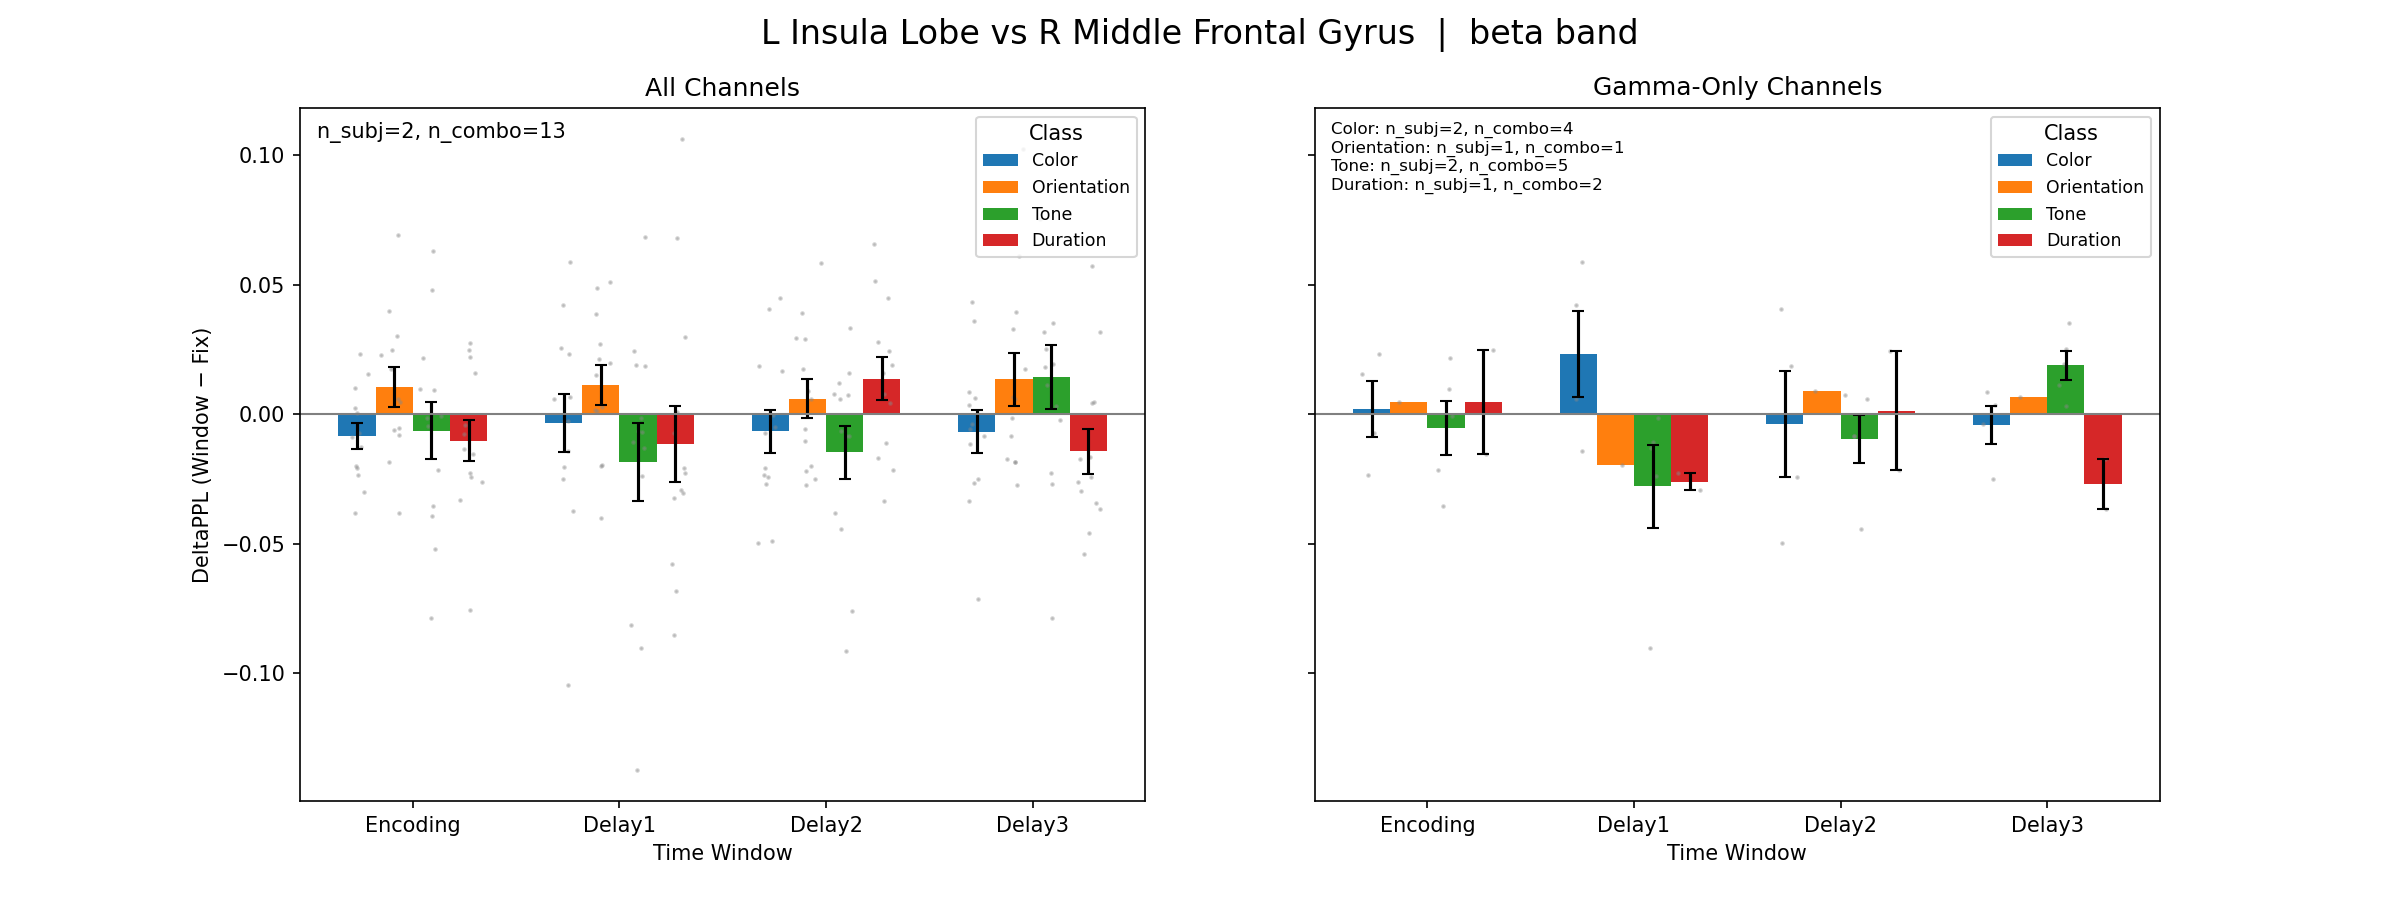 L Insula Lobe vs R Middle Frontal Gyrus | beta band
All Channels
n_subj=2, n_combo=13
Class
Color
Orientation
Tone
Duration
0.10
0.05
0.00
−0.05
−0.10
DeltaPPL (Window − Fix)
Encoding
Delay1
Delay2
Delay3
Time Window
Gamma-Only Channels
Color: n_subj=2, n_combo=4
Orientation: n_subj=1, n_combo=1
Tone: n_subj=2, n_combo=5
Duration: n_subj=1, n_combo=2
Class
Color
Orientation
Tone
Duration
Encoding
Delay1
Delay2
Delay3
Time Window